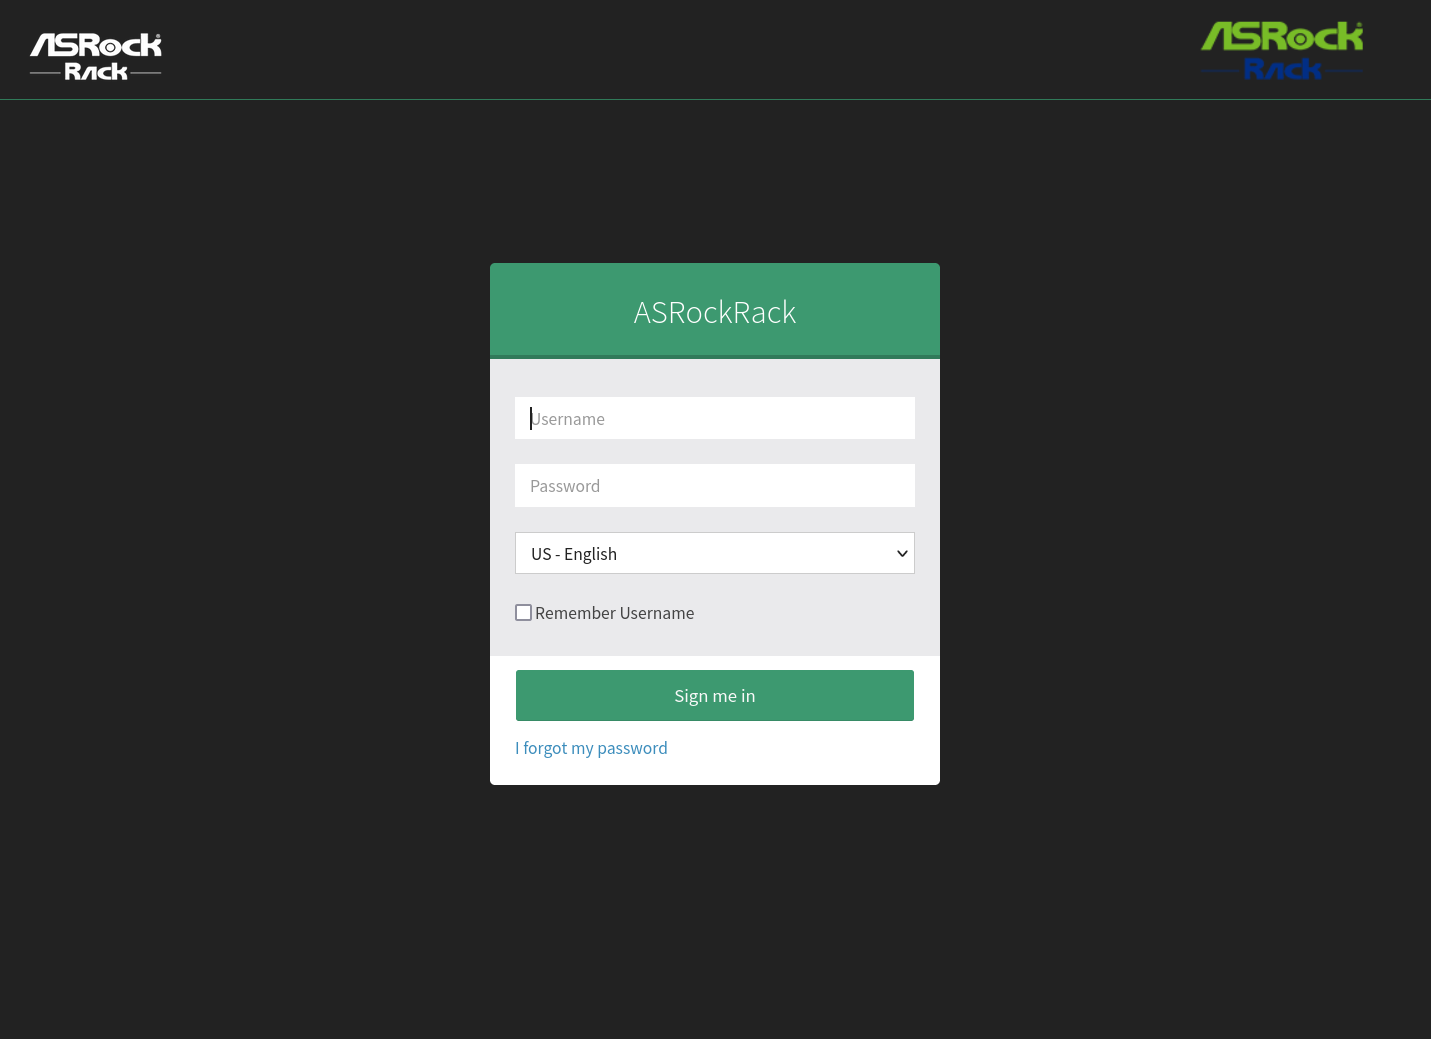 ASRock
Rack
ASRock
Rack
ASRockRack
Username
Password
US - English
Remember Username
Sign me in
I forgot my password